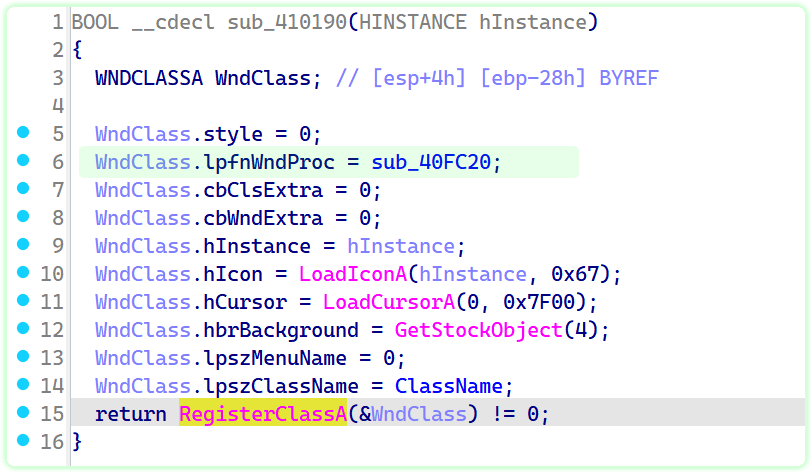 1 BOOL __cdecl sub_410190(HINSTANCE hInstance)
2 {
3   WNDCLASSA WndClass; // [esp+4h] [ebp-28h] BYREF
4
5   WndClass.style = 0;
6   WndClass.lpfnWndProc = sub_40FC20;
7   WndClass.cbClsExtra = 0;
8   WndClass.cbWndExtra = 0;
9   WndClass.hInstance = hInstance;
10   WndClass.hIcon = LoadIconA(hInstance, 0x67);
11   WndClass.hCursor = LoadCursorA(0, 0x7F00);
12   WndClass.hbrBackground = GetStockObject(4);
13   WndClass.lpszMenuName = 0;
14   WndClass.lpszClassName = ClassName;
15   return RegisterClassA(&WndClass) != 0;
16 }